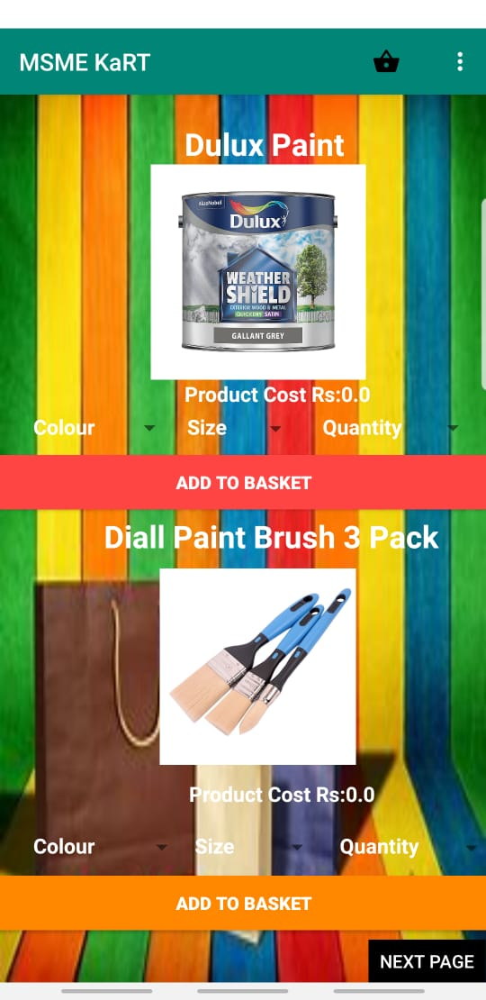 MSME KaRT
Dulux Paint
AkzoNobel
Dulux
WEATHER
SHIELD
EXTERIOR WOOD & METAL
QUICK DRY SATIN
GALLANT GREY
Product Cost Rs:0.0
Colour Size Quantity
ADD TO BASKET
Diall Paint Brush 3 Pack
Product Cost Rs:0.0
Colour Size Quantity
ADD TO BASKET
NEXT PAGE